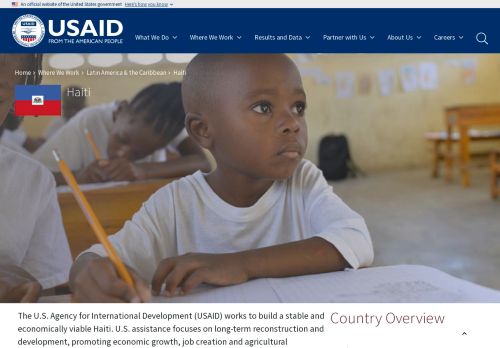 An official website of the United States government Here's how you know
USAID
FROM THE AMERICAN PEOPLE
What We Do
Where We Work
Results and Data
Partner with Us
About Us
Careers
Home › Where We Work › Latin America & the Caribbean › Haiti
Haiti
The U.S. Agency for International Development (USAID) works to build a stable and
economically viable Haiti. U.S. assistance focuses on long-term reconstruction and
development, promoting economic growth, job creation and agricultural
Country Overview